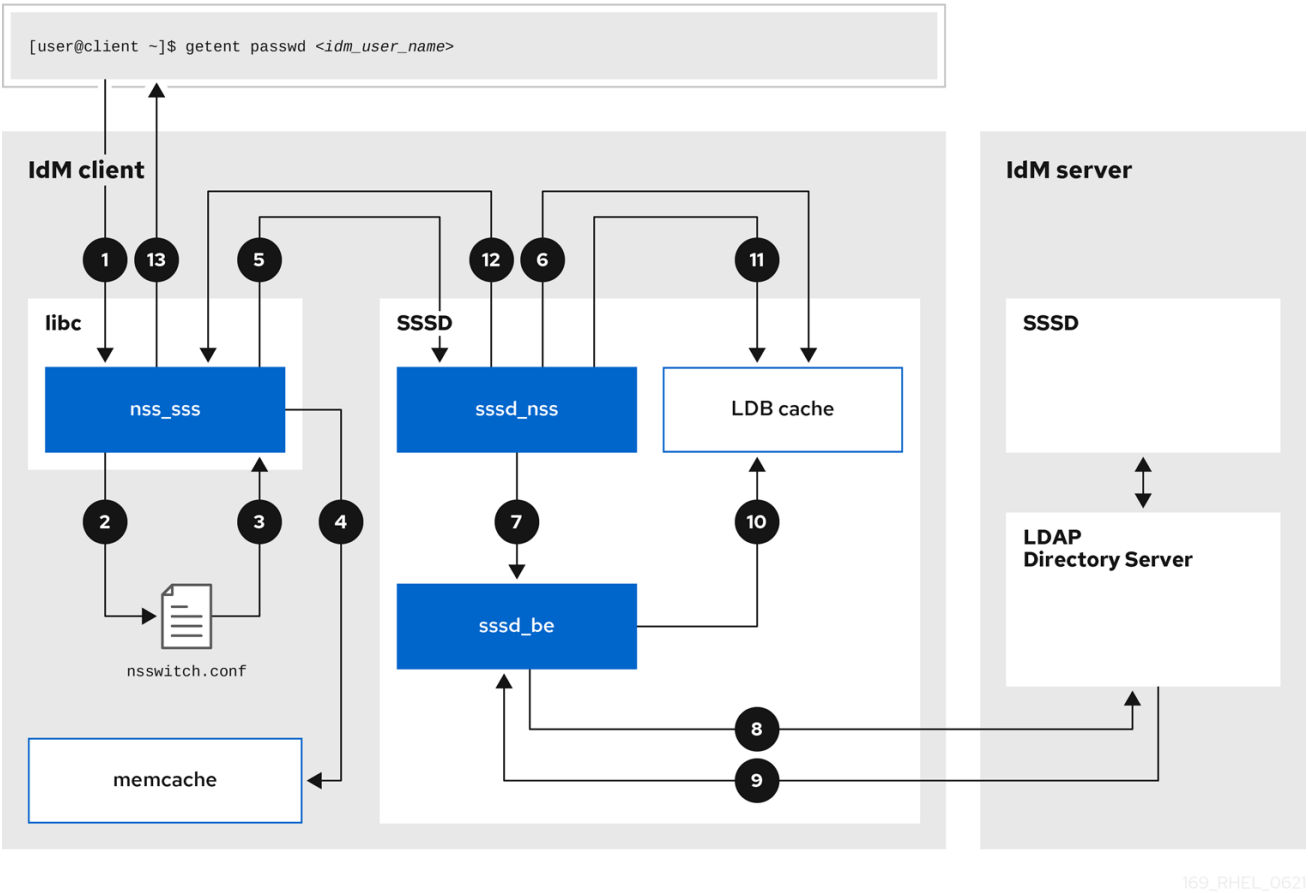 [user@client ~]$ getent passwd <idm_user_name>
IdM client
IdM server
1
13
5
12
6
11
libc
SSSD
SSSD
nss_sss
sssd_nss
LDB cache
2
3
4
7
10
LDAP
Directory Server
sssd_be
nsswitch.conf
8
memcache
9
169_RHEL_0621